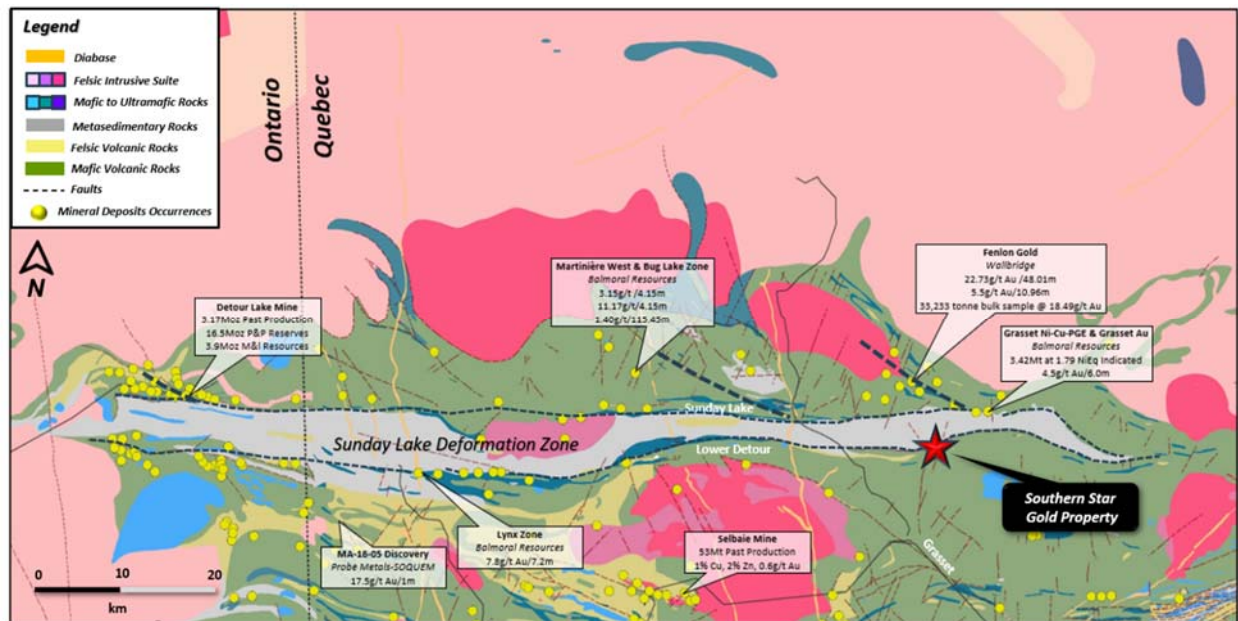 Legend
Diabase
Felsic Intrusive Suite
Mafic to Ultramafic Rocks
Metasedimentary Rocks
Felsic Volcanic Rocks
Mafic Volcanic Rocks
Faults
Mineral Deposits Occurrences
N
Ontario
Quebec
Detour Lake Mine
3.17Moz Past Production
16.5Moz P&P Reserves
3.9Moz M&I Resources
Martinière West & Bug Lake Zone
Balmoral Resources
3.15g/t /4.15m
11.17g/t/4.15m
1.40g/t/115.45m
Fenlon Gold
Wallbridge
22.73g/t Au /48.01m
5.5g/t Au/10.96m
33,233 tonne bulk sample @ 18.49g/t Au
Grasset Ni-Cu-PGE & Grasset Au
Balmoral Resources
3.42Mt at 1.79 NiEq Indicated
4.5g/t Au/6.0m
Sunday Lake
Sunday Lake Deformation Zone
Lower Detour
Southern Star
Gold Property
MA-18-05 Discovery
Probe Metals-SOQUEM
17.5g/t Au/1m
Lynx Zone
Balmoral Resources
7.8g/t Au/7.2m
Selbaie Mine
53Mt Past Production
1% Cu, 2% Zn, 0.6g/t Au
Grasset
0 10 20
km